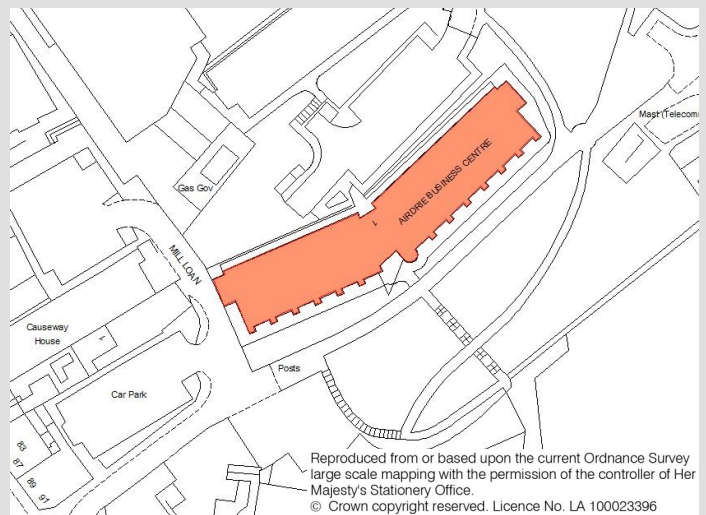 Mast (Telecom
AIRDRIE BUSINESS CENTRE
1
Gas Gov
MILL LOAN
Causeway
House
1
Posts
Car Park
83
87
89
91
Reproduced from or based upon the current Ordnance Survey
large scale mapping with the permission of the controller of Her
Majesty's Stationery Office.
© Crown copyright reserved. Licence No. LA 100023396